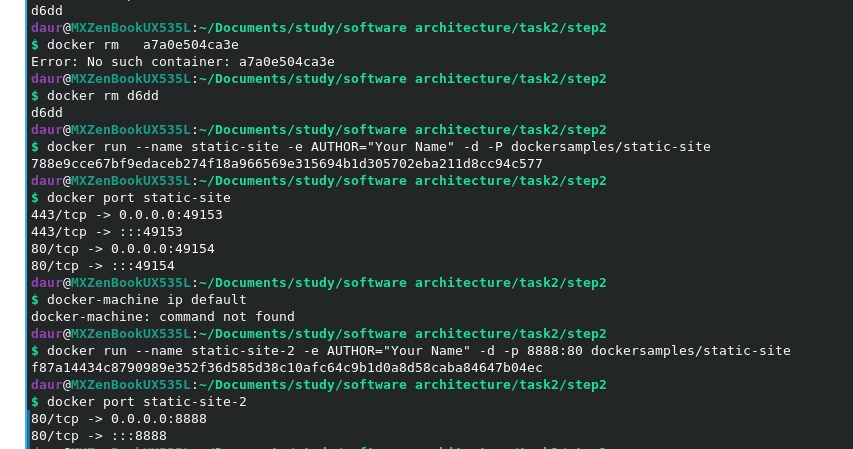 d6dd
daur@MXZenBookUX535L:~/Documents/study/software architecture/task2/step2
$ docker rm   a7a0e504ca3e
Error: No such container: a7a0e504ca3e
daur@MXZenBookUX535L:~/Documents/study/software architecture/task2/step2
$ docker rm d6dd
d6dd
daur@MXZenBookUX535L:~/Documents/study/software architecture/task2/step2
$ docker run --name static-site -e AUTHOR="Your Name" -d -P dockersamples/static-site
788e9cce67bf9edaceb274f18a966569e315694b1d305702eba211d8cc94c577
daur@MXZenBookUX535L:~/Documents/study/software architecture/task2/step2
$ docker port static-site
443/tcp -> 0.0.0.0:49153
443/tcp -> :::49153
80/tcp -> 0.0.0.0:49154
80/tcp -> :::49154
daur@MXZenBookUX535L:~/Documents/study/software architecture/task2/step2
$ docker-machine ip default
docker-machine: command not found
daur@MXZenBookUX535L:~/Documents/study/software architecture/task2/step2
$ docker run --name static-site-2 -e AUTHOR="Your Name" -d -p 8888:80 dockersamples/static-site
f87a14434c8790989e352f36d585d38c10afc64c9b1d0a8d58caba84647b04ec
daur@MXZenBookUX535L:~/Documents/study/software architecture/task2/step2
$ docker port static-site-2
80/tcp -> 0.0.0.0:8888
80/tcp -> :::8888